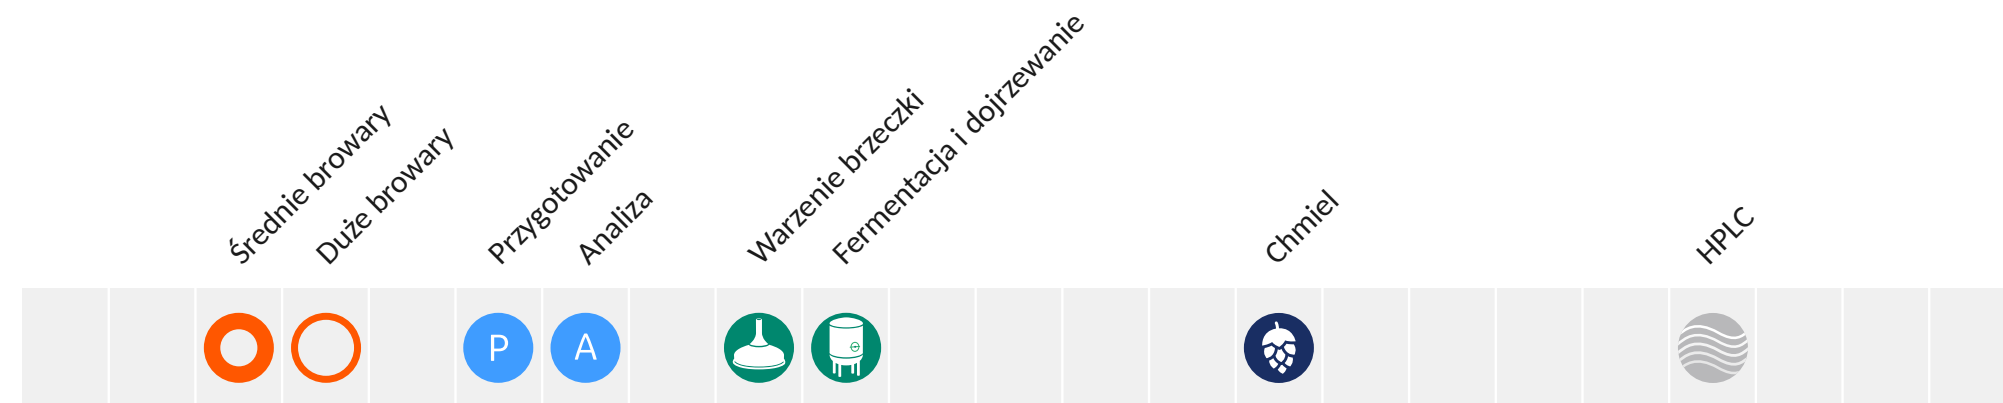 Średnie browary
Duże browary
Przygotowanie
Analiza
Warzenie brzeczki
Fermentacja i dojrzewanie
Chmiel
HPLC
P
A